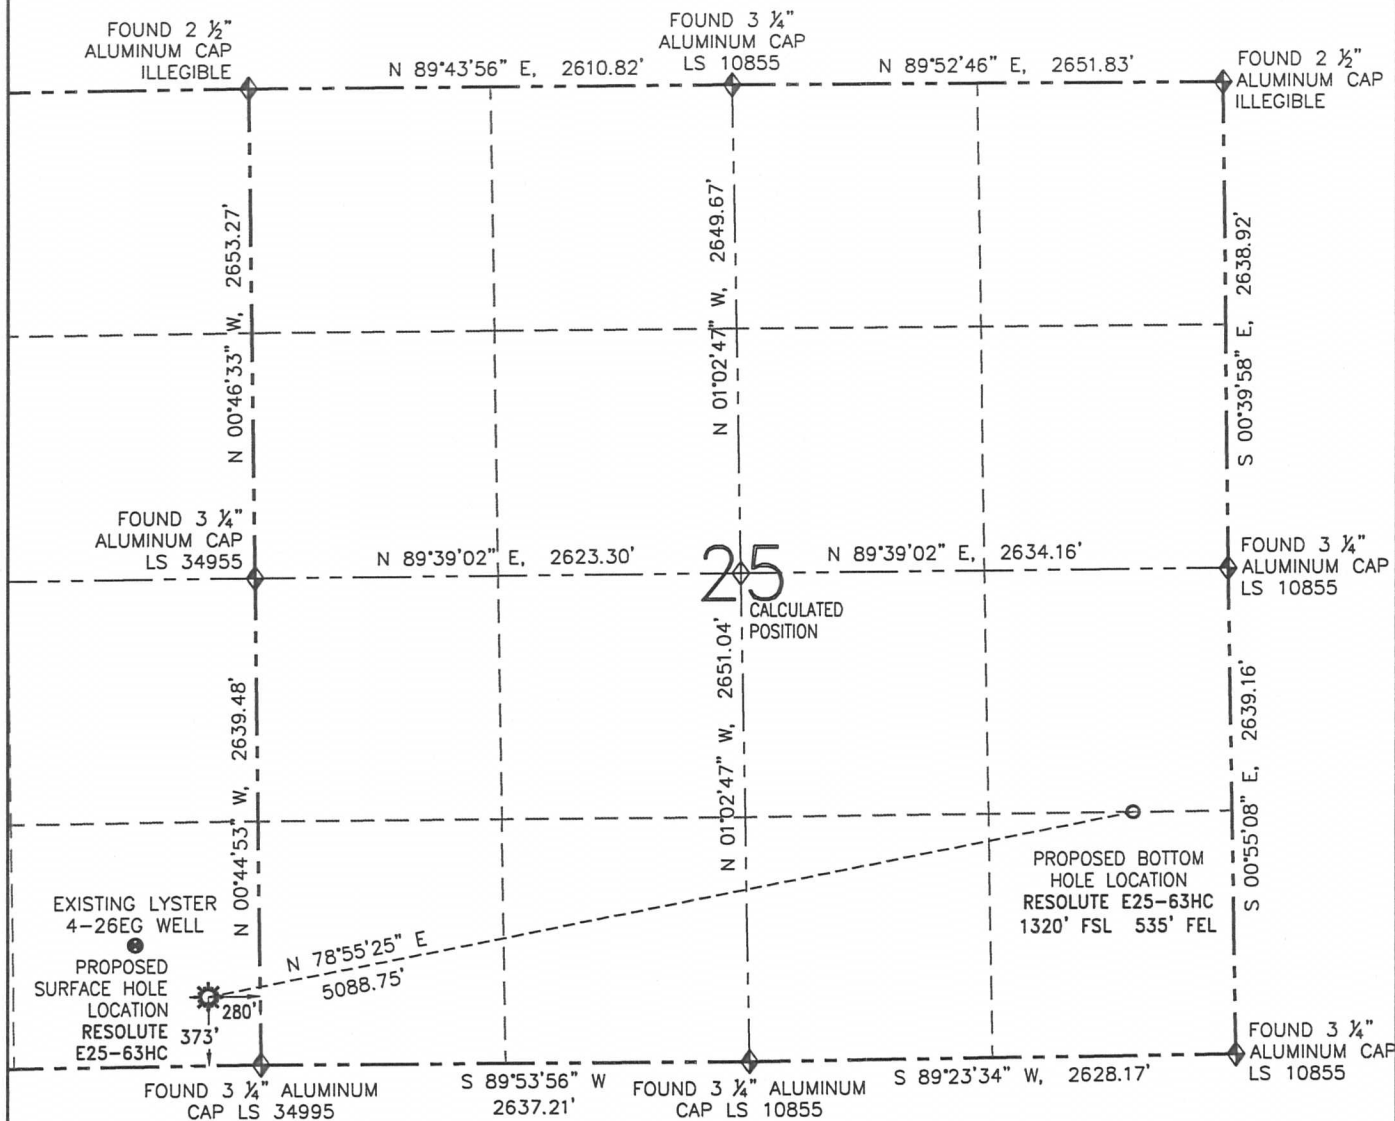 FOUND 2 ½"
ALUMINUM CAP
ILLEGIBLE
FOUND 3 ¼"
ALUMINUM CAP
LS 10855
FOUND 2 ½"
ALUMINUM CAP
ILLEGIBLE
N 89°43'56" E, 2610.82'
N 89°52'46" E, 2651.83'
N 00°46'33" W, 2653.27'
N 01°02'47" W, 2649.67'
S 00°39'58" E, 2638.92'
FOUND 3 ¼"
ALUMINUM CAP
LS 34955
N 89°39'02" E, 2623.30'
25
N 89°39'02" E, 2634.16'
FOUND 3 ¼"
ALUMINUM CAP
LS 10855
CALCULATED
POSITION
N 00°44'53" W, 2639.48'
N 01°02'47" W, 2651.04'
S 00°55'08" E, 2639.16'
EXISTING LYSTER
4-26EG WELL
PROPOSED
SURFACE HOLE
LOCATION
RESOLUTE
E25-63HC
280'
373'
N 78°55'25" E
5088.75'
PROPOSED BOTTOM
HOLE LOCATION
RESOLUTE E25-63HC
1320' FSL 535' FEL
FOUND 3 ¼" ALUMINUM
CAP LS 34995
S 89°53'56" W
2637.21'
FOUND 3 ¼" ALUMINUM
CAP LS 10855
S 89°23'34" W, 2628.17'
FOUND 3 ¼"
ALUMINUM CAP
LS 10855